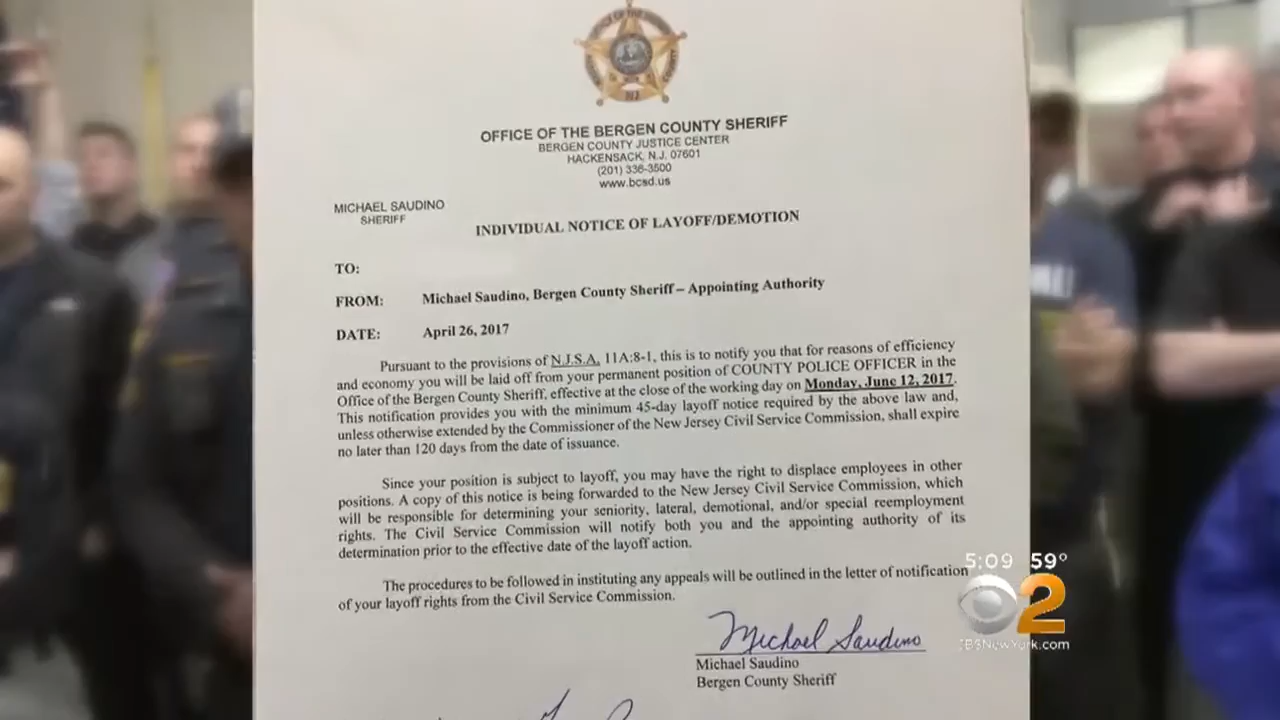 OFFICE OF THE BERGEN COUNTY SHERIFF
BERGEN COUNTY JUSTICE CENTER
HACKENSACK, N.J. 07601
(201) 336-3500
www.bcsd.us
MICHAEL SAUDINO
SHERIFF
INDIVIDUAL NOTICE OF LAYOFF/DEMOTION
TO:
FROM: Michael Saudino, Bergen County Sheriff – Appointing Authority
DATE: April 26, 2017
Pursuant to the provisions of N.J.S.A. 11A:8-1, this is to notify you that for reasons of efficiency
and economy you will be laid off from your permanent position of COUNTY POLICE OFFICER in the
Office of the Bergen County Sheriff, effective at the close of the working day on Monday, June 12, 2017.
This notification provides you with the minimum 45-day layoff notice required by the above law and,
unless otherwise extended by the Commissioner of the New Jersey Civil Service Commission, shall expire
no later than 120 days from the date of issuance.
Since your position is subject to layoff, you may have the right to displace employees in other
positions. A copy of this notice is being forwarded to the New Jersey Civil Service Commission, which
will be responsible for determining your seniority, lateral, demotional, and/or special reemployment
rights. The Civil Service Commission will notify both you and the appointing authority of its
determination prior to the effective date of the layoff action.
The procedures to be followed in instituting any appeals will be outlined in the letter of notification
of your layoff rights from the Civil Service Commission.
Michael Saudino
Michael Saudino
Bergen County Sheriff
5:09 59°
2
CBSNewYork.com